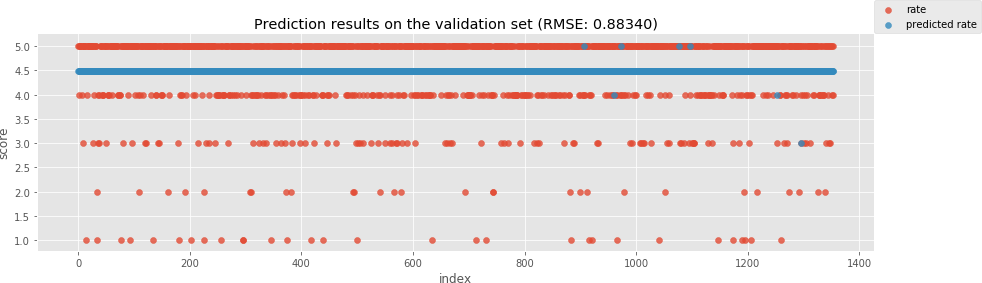 rate
predicted rate
Prediction results on the validation set (RMSE: 0.88340)
5.0
4.5
4.0
3.5
3.0
2.5
2.0
1.5
1.0
score
0 200 400 600 800 1000 1200 1400
index